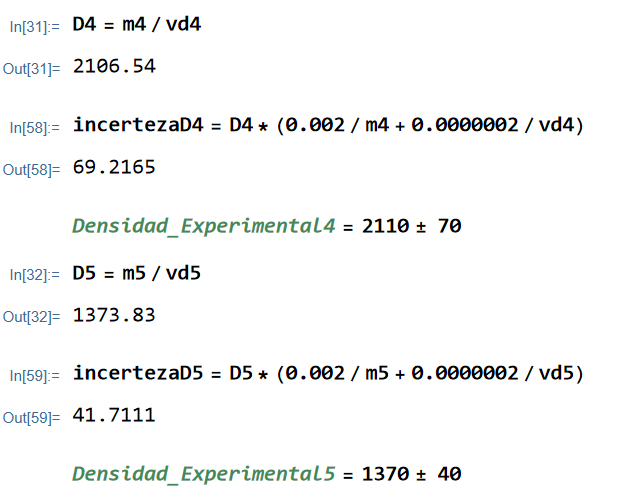 In[31]:= D4 = m4 / vd4
Out[31]= 2106.54
In[58]:= incertezaD4 = D4 * (0.002 / m4 + 0.0000002 / vd4)
Out[58]= 69.2165
Densidad_Experimental4 = 2110 ± 70
In[32]:= D5 = m5 / vd5
Out[32]= 1373.83
In[59]:= incertezaD5 = D5 * (0.002 / m5 + 0.0000002 / vd5)
Out[59]= 41.7111
Densidad_Experimental5 = 1370 ± 40